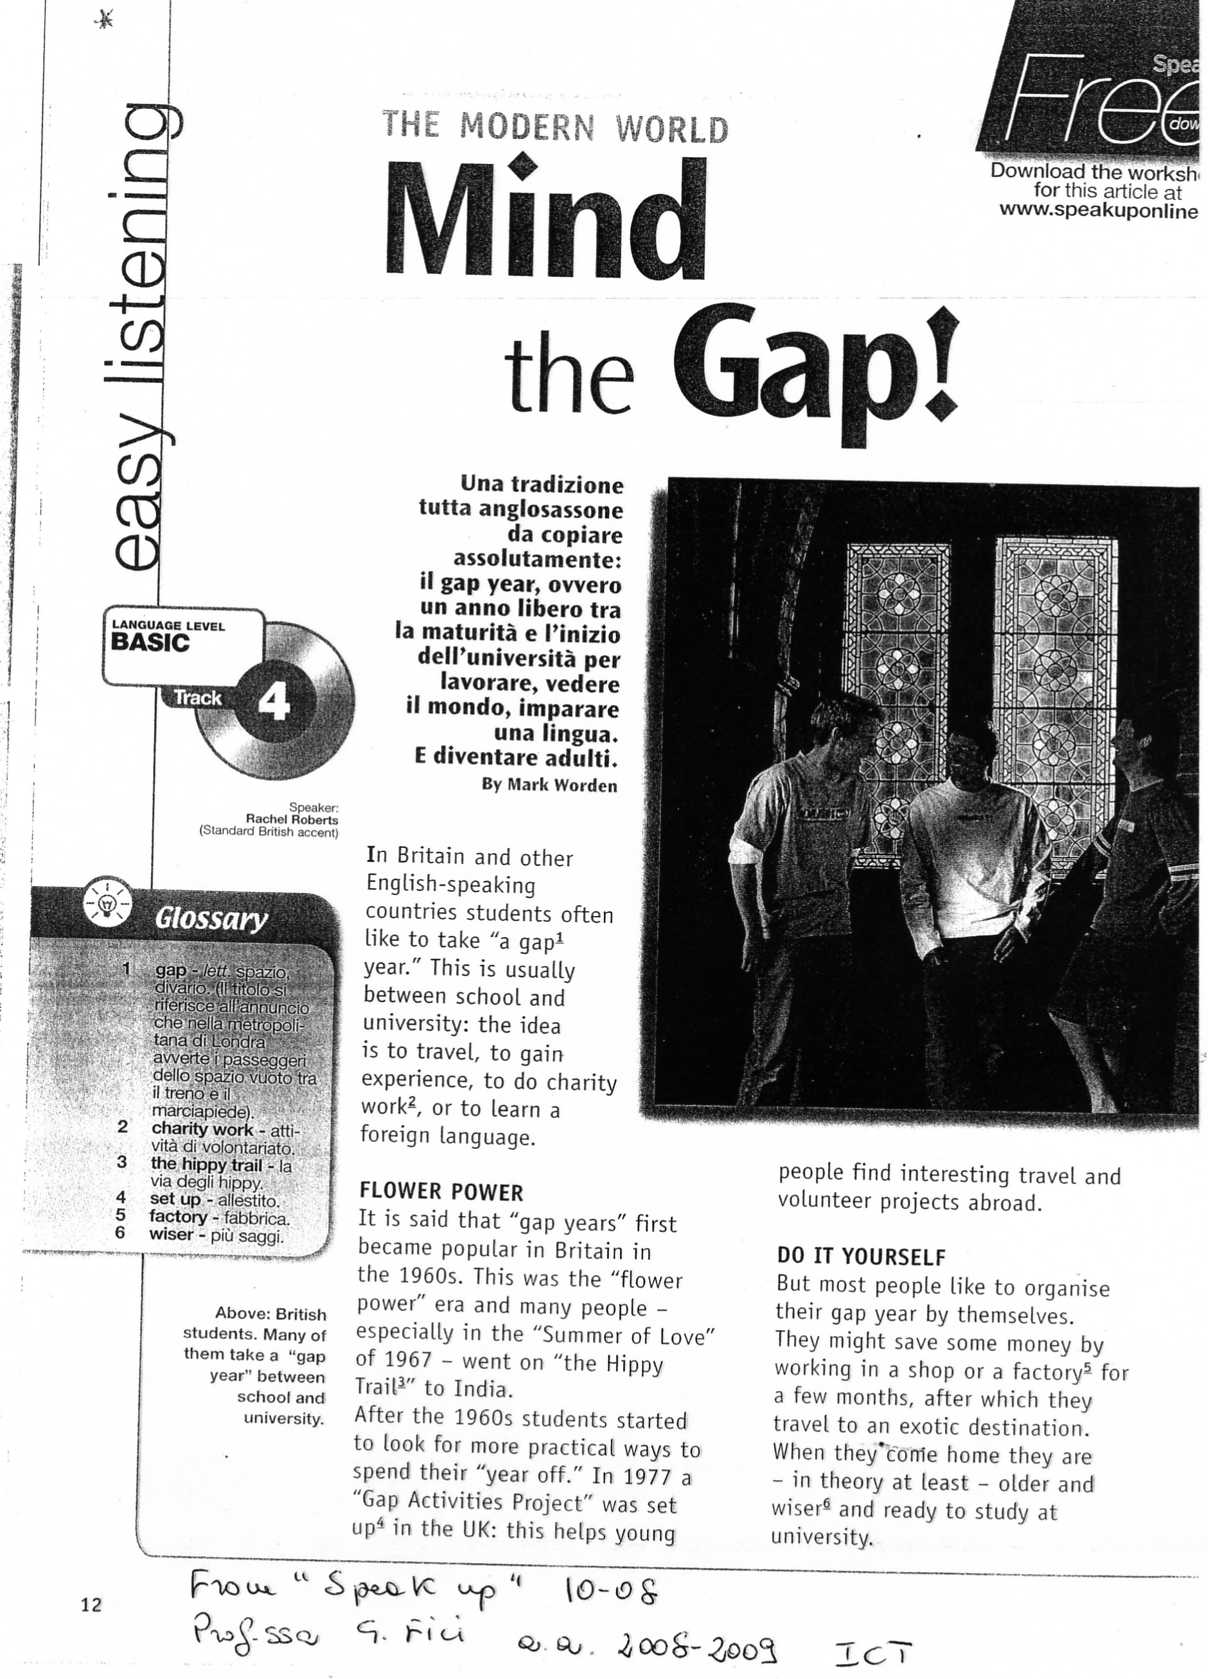 easy listening
Spea
Free
dow
Download the worksh
for this article at
www.speakuponline
THE MODERN WORLD
Mind
the Gap!
Una tradizione
tutta anglosassone
da copiare
assolutamente:
il gap year, ovvero
un anno libero tra
la maturità e l'inizio
dell'università per
lavorare, vedere
il mondo, imparare
una lingua.
E diventare adulti.
By Mark Worden
LANGUAGE LEVEL
BASIC
Track 4
Speaker:
Rachel Roberts
(Standard British accent)
Glossary
1 gap - lett. spazio,
divario. (Il titolo si
riferisce all'annuncio
che nella metropoli-
tana di Londra
avverte i passeggeri
dello spazio vuoto tra
il treno e il
marciapiede).
2 charity work - atti-
vità di volontariato.
3 the hippy trail - la
via degli hippy.
4 set up - allestito.
5 factory - fabbrica.
6 wiser - più saggi.
Above: British
students. Many of
them take a "gap
year" between
school and
university.
In Britain and other
English-speaking
countries students often
like to take "a gap1
year." This is usually
between school and
university: the idea
is to travel, to gain
experience, to do charity
work2, or to learn a
foreign language.
FLOWER POWER
It is said that "gap years" first
became popular in Britain in
the 1960s. This was the "flower
power" era and many people –
especially in the "Summer of Love"
of 1967 – went on "the Hippy
Trail3" to India.
After the 1960s students started
to look for more practical ways to
spend their "year off." In 1977 a
"Gap Activities Project" was set
up4 in the UK: this helps young
people find interesting travel and
volunteer projects abroad.
DO IT YOURSELF
But most people like to organise
their gap year by themselves.
They might save some money by
working in a shop or a factory5 for
a few months, after which they
travel to an exotic destination.
When they come home they are
– in theory at least – older and
wiser6 and ready to study at
university.
12
From "Speak up" 10-08
Prof.ssa G. Fici a.a. 2008-2009 ICT